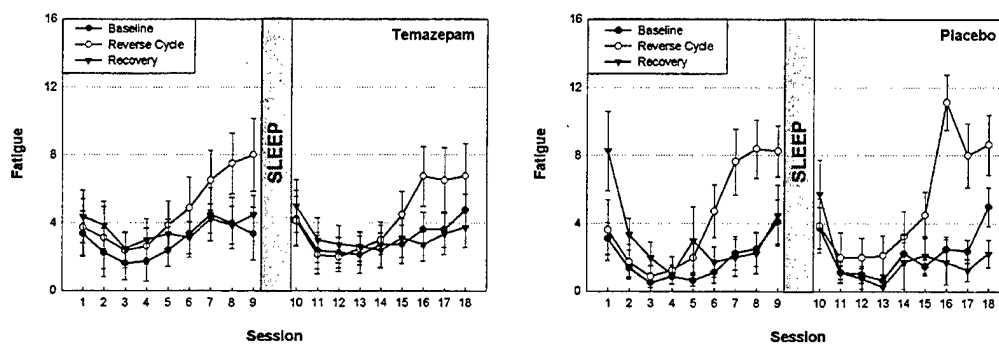 16
12
8
4
0
Fatigue
Baseline
Reverse Cycle
Recovery
Temazepam
SLEEP
1 2 3 4 5 6 7 8 9 10 11 12 13 14 15 16 17 18
Session
16
12
8
4
0
Fatigue
Baseline
Reverse Cycle
Recovery
Placebo
SLEEP
1 2 3 4 5 6 7 8 9 10 11 12 13 14 15 16 17 18
Session